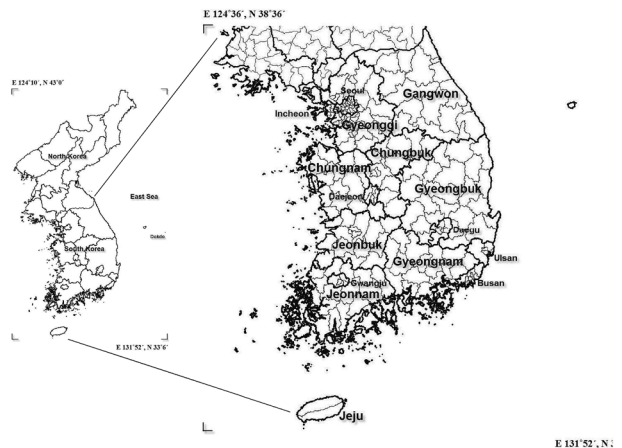 E 124°36', N 38°36'
E 124°10', N 43°0'
Seoul
Gangwon
Incheon
Gyeonggi
North Korea
Chungbuk
Chungnam
Gyeongbuk
East Sea
Daejeon
Dokdo
Daegu
South Korea
Jeonbuk
Gyeongnam
Ulsan
Gwangju
Busan
Jeonnam
E 131°52', N 33°6'
Jeju
E 131°52', N